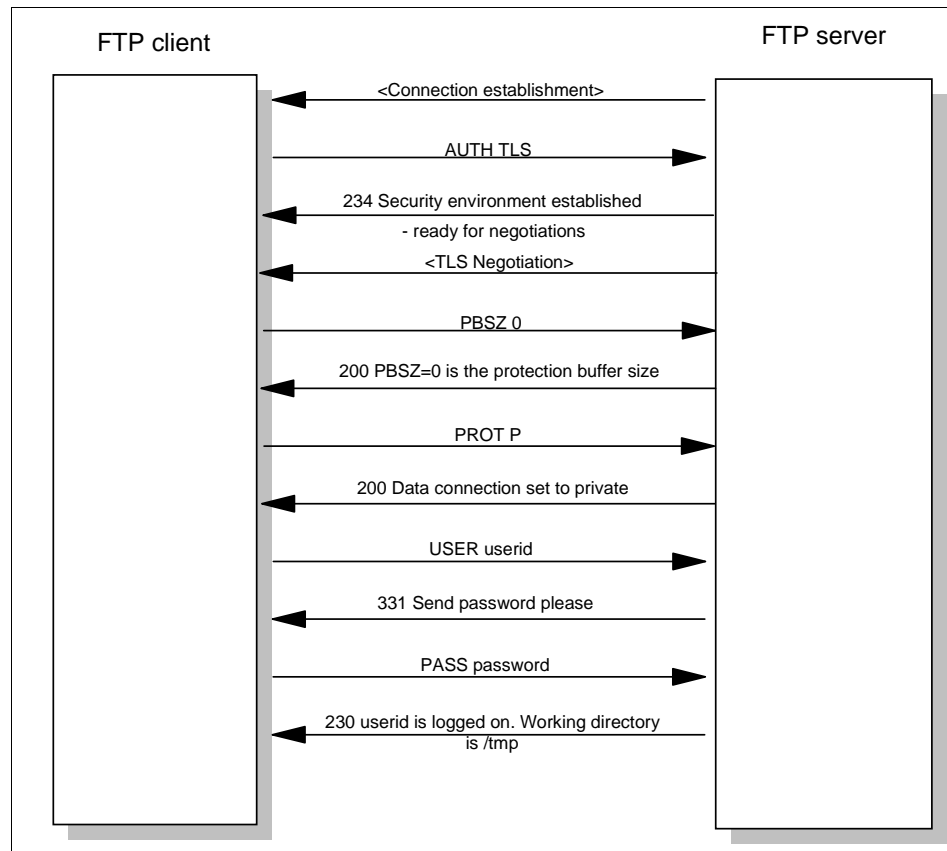 FTP client
FTP server
<Connection establishment>
AUTH TLS
234 Security environment established
- ready for negotiations
<TLS Negotiation>
PBSZ 0
200 PBSZ=0 is the protection buffer size
PROT P
200 Data connection set to private
USER userid
331 Send password please
PASS password
230 userid is logged on. Working directory
is /tmp